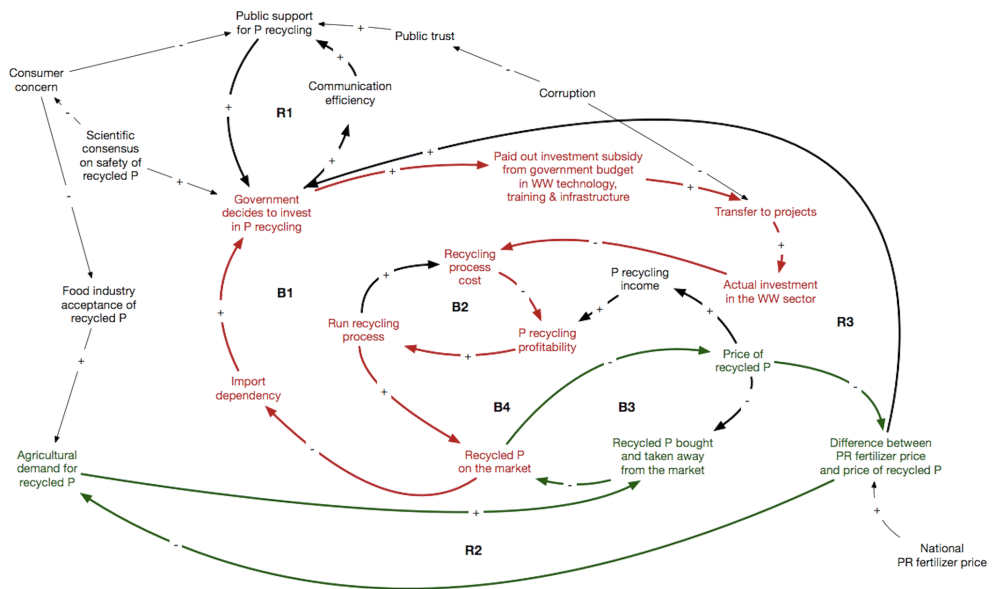 Public support
for P recycling
+
Public trust
-
Consumer
concern
-
Communication
efficiency
+
Corruption
-
+
R1
Scientific
consensus
on safety of
recycled P
-
+
+
+
+
Paid out investment subsidy
from government budget
in WW technology,
training & infrastructure
-
+
Government
decides to invest
in P recycling
Transfer to projects
-
+
Recycling
process
cost
-
P recycling
income
Actual investment
in the WW sector
Food industry
acceptance of
recycled P
B1
+
B2
-
+
+
R3
Run recycling
process
P recycling
profitability
+
+
+
Price of
recycled P
-
-
Import
dependency
+
-
B4
B3
Agricultural
demand for
recycled P
-
Recycled P
on the market
Recycled P bought
and taken away
from the market
-
Difference between
PR fertilizer price
and price of recycled P
+
+
R2
-
National
PR fertilizer price